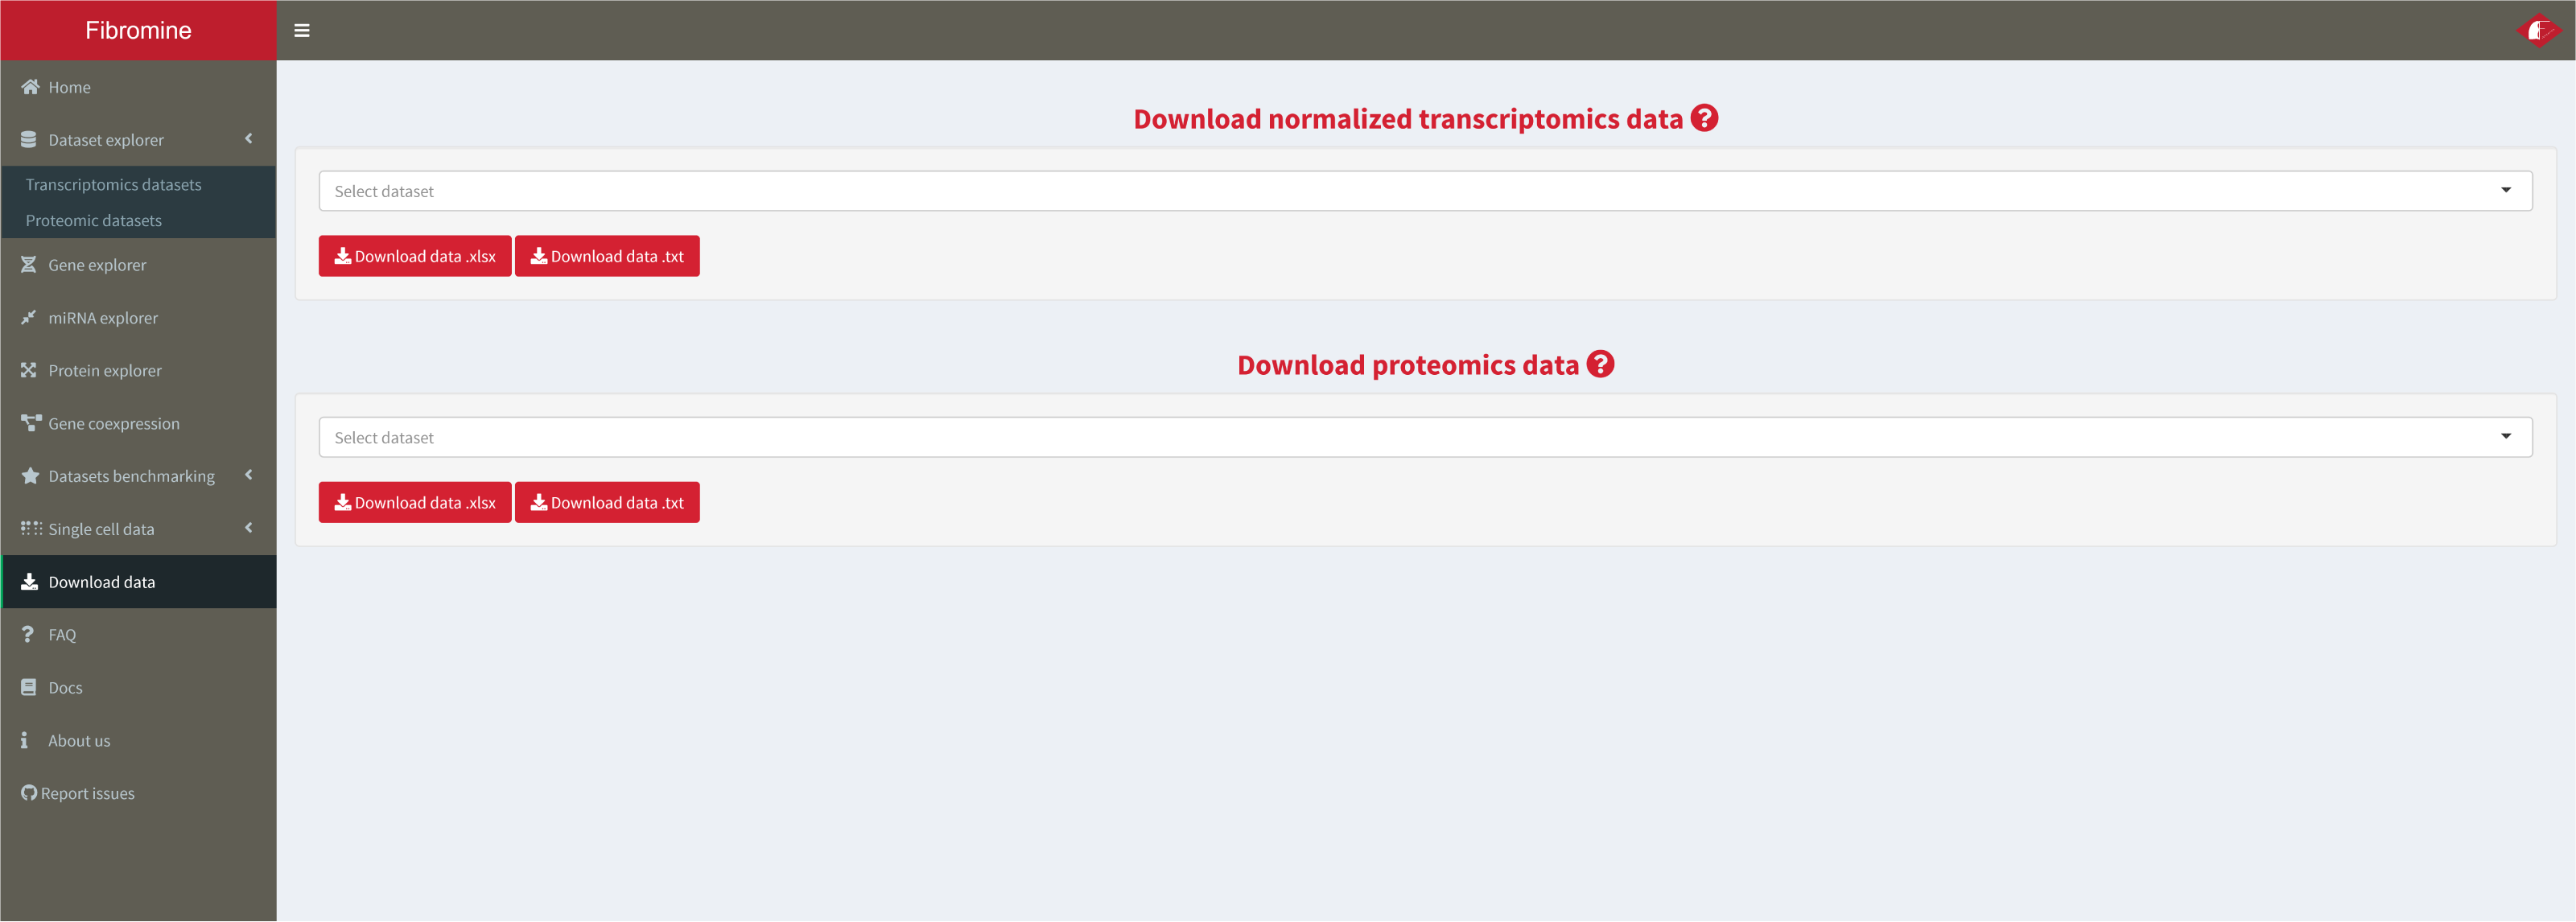 Fibromine
Home
Dataset explorer
Transcriptomics datasets
Proteomic datasets
Gene explorer
miRNA explorer
Protein explorer
Gene coexpression
Datasets benchmarking
Single cell data
Download data
FAQ
Docs
About us
Report issues
Download normalized transcriptomics data
Select dataset
Download data .xlsx Download data .txt
Download proteomics data
Select dataset
Download data .xlsx Download data .txt